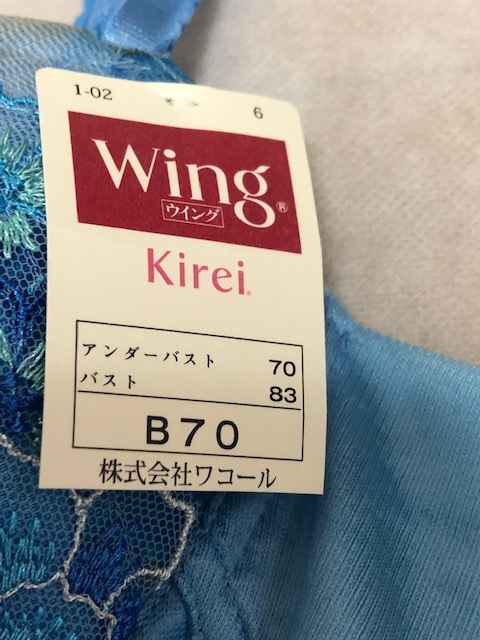 1-02 6
Wing®
ウイング
Kirei®
アンダーバスト 70
バスト 83
B70
株式会社ワコール